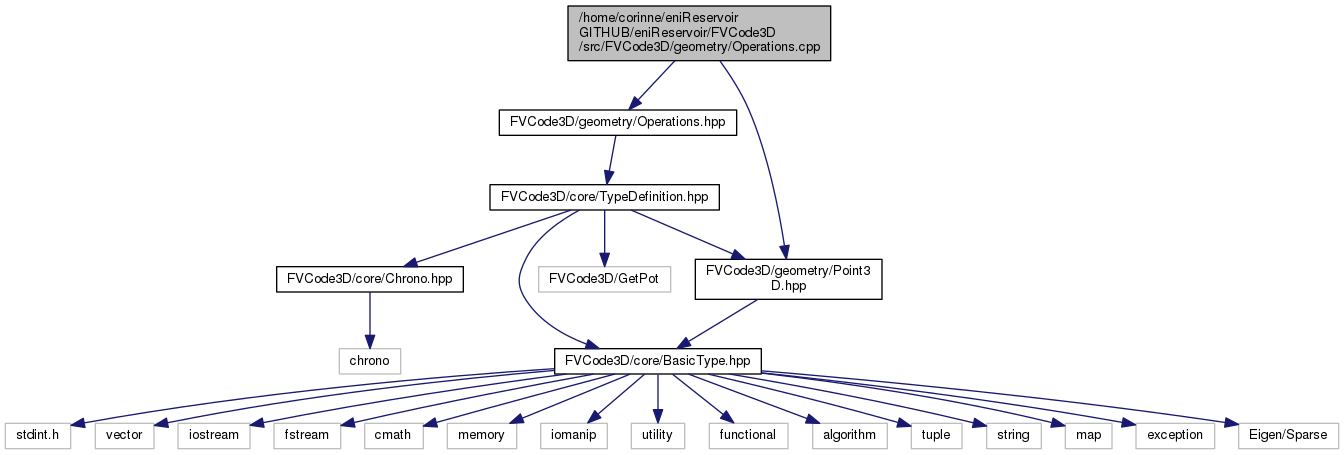 /home/corinne/eniReservoir
GITHUB/eniReservoir/FVCode3D
/src/FVCode3D/geometry/Operations.cpp
FVCode3D/geometry/Operations.hpp
FVCode3D/core/TypeDefinition.hpp
FVCode3D/core/Chrono.hpp
FVCode3D/GetPot
FVCode3D/geometry/Point3
D.hpp
chrono
FVCode3D/core/BasicType.hpp
stdint.h
vector
iostream
fstream
cmath
memory
iomanip
utility
functional
algorithm
tuple
string
map
exception
Eigen/Sparse